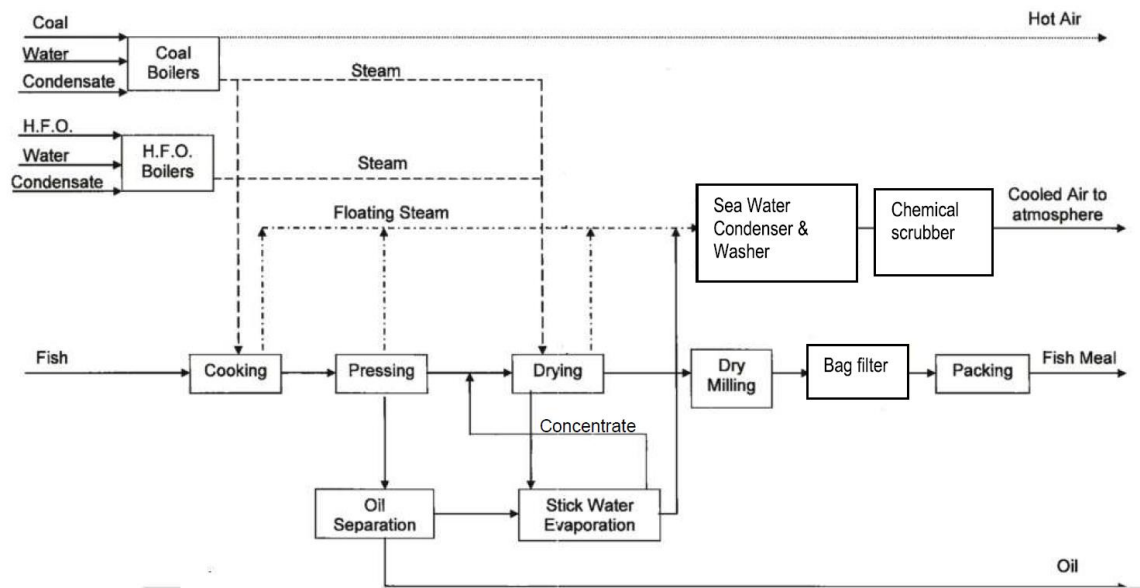 Coal
Hot Air
Water
Coal
Boilers
Condensate
Steam
H.F.O.
Water
H.F.O.
Boilers
Condensate
Steam
Floating Steam
Sea Water
Condenser &
Washer
Chemical
scrubber
Cooled Air to
atmosphere
Fish
Cooking
Pressing
Drying
Dry
Milling
Bag filter
Packing
Fish Meal
Concentrate
Oil
Separation
Stick Water
Evaporation
Oil